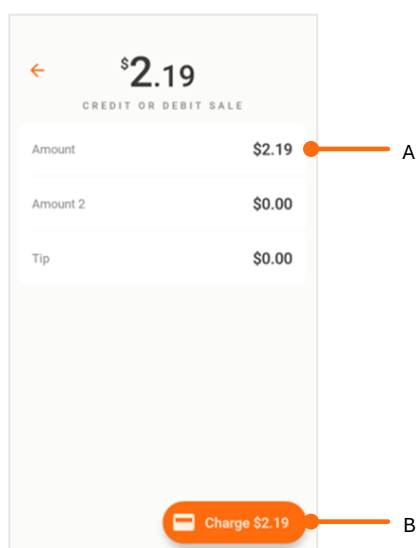 $2.19
CREDIT OR DEBIT SALE
Amount $2.19 A
Amount 2 $0.00
Tip $0.00
Charge $2.19 B